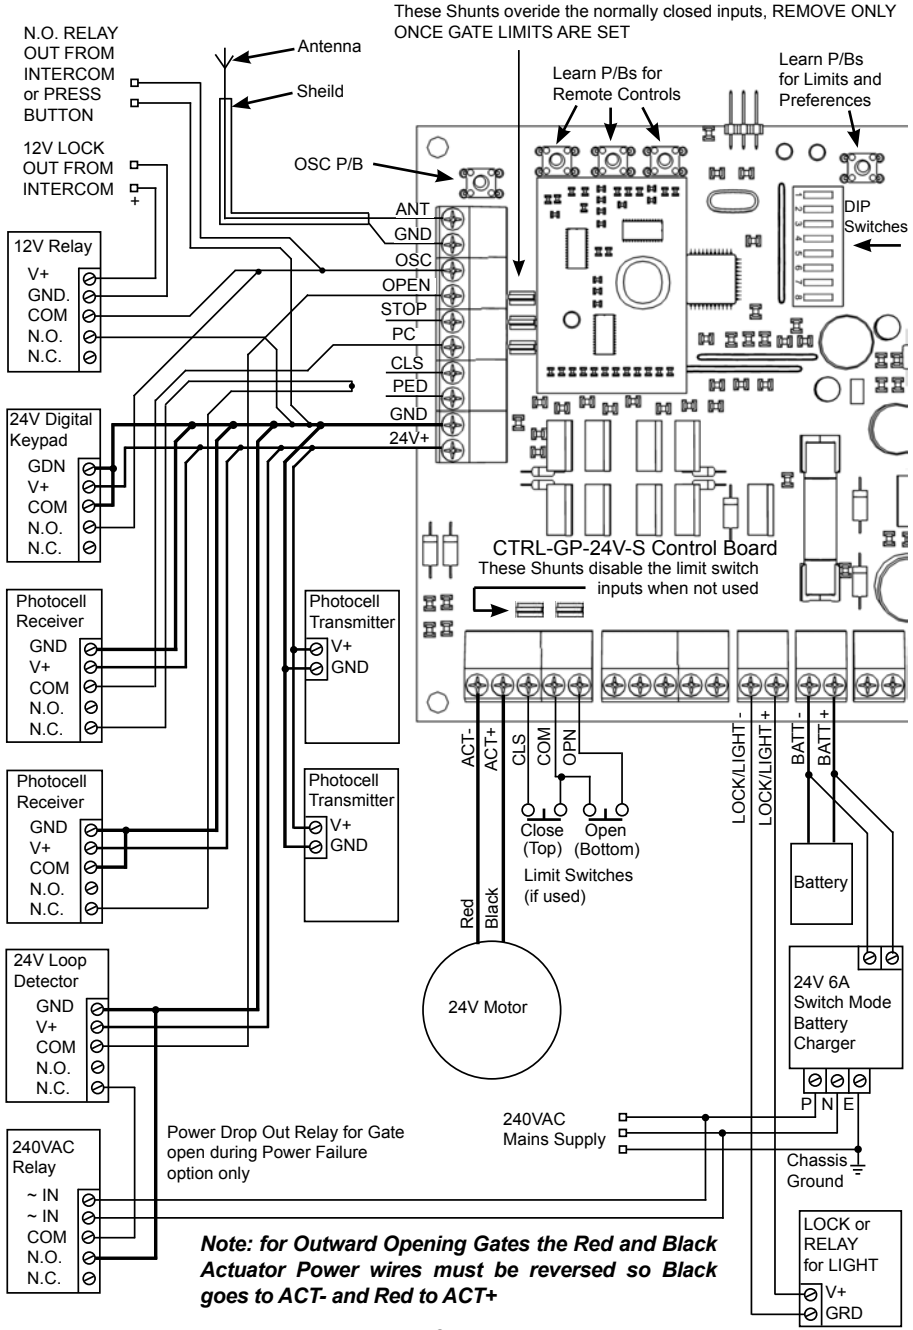 These Shunts overide the normally closed inputs, REMOVE ONLY
ONCE GATE LIMITS ARE SET
N.O. RELAY
OUT FROM
INTERCOM
or PRESS
BUTTON
Antenna
Sheild
Learn P/Bs for
Remote Controls
Learn P/Bs
for Limits and
Preferences
12V LOCK
OUT FROM
INTERCOM
+
OSC P/B
DIP
Switches
1
2
3
4
5
6
7
8
ANT
GND
OSC
OPEN
STOP
PC
CLS
PED
GND
24V+
12V Relay
V+
GND.
COM
N.O.
N.C.
24V Digital
Keypad
GDN
V+
COM
N.O.
N.C.
CTRL-GP-24V-S Control Board
These Shunts disable the limit switch
inputs when not used
Photocell
Receiver
GND
V+
COM
N.O.
N.C.
Photocell
Transmitter
V+
GND
ACT-
ACT+
CLS
COM
OPN
LOCK/LIGHT -
LOCK/LIGHT +
BATT -
BATT +
Photocell
Receiver
GND
V+
COM
N.O.
N.C.
Photocell
Transmitter
V+
GND
Close
(Top)
Open
(Bottom)
Limit Switches
(if used)
Red
Black
Battery
24V Motor
24V Loop
Detector
GND
V+
COM
N.O.
N.C.
24V 6A
Switch Mode
Battery
Charger
P N E
240VAC
Mains Supply
Chassis
Ground
Power Drop Out Relay for Gate
open during Power Failure
option only
240VAC
Relay
~ IN
~ IN
COM
N.O.
N.C.
LOCK or
RELAY
for LIGHT
V+
GRD
Note: for Outward Opening Gates the Red and Black
Actuator Power wires must be reversed so Black
goes to ACT- and Red to ACT+